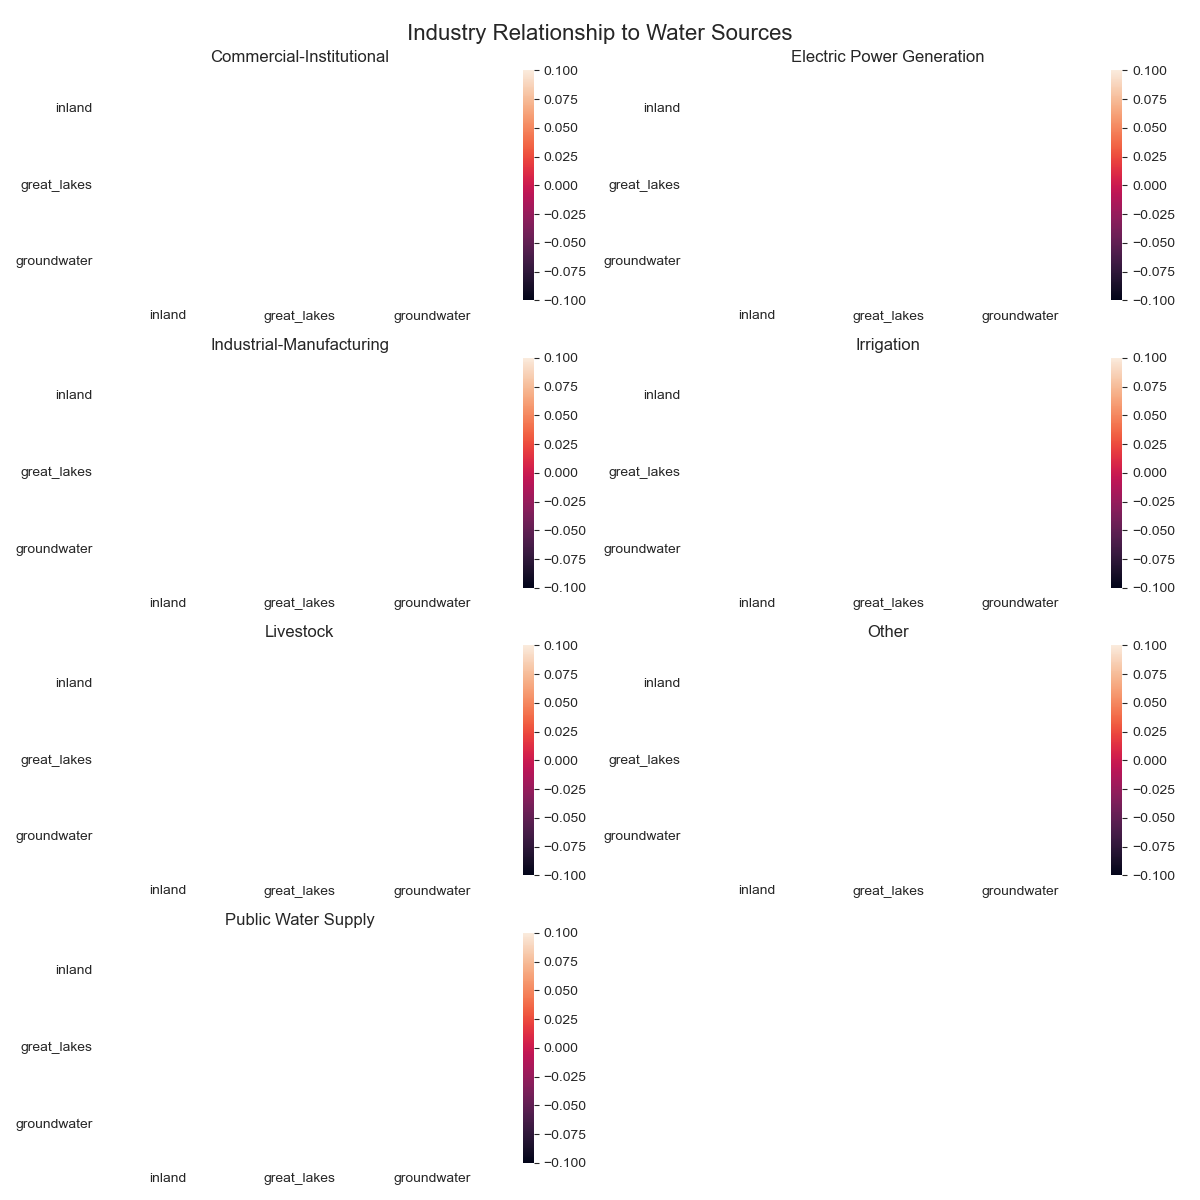 Industry Relationship to Water Sources
Commercial-Institutional
inland
great_lakes
groundwater
inland great_lakes groundwater
0.100
0.075
0.050
0.025
0.000
−0.025
−0.050
−0.075
−0.100
Electric Power Generation
inland
great_lakes
groundwater
inland great_lakes groundwater
0.100
0.075
0.050
0.025
0.000
−0.025
−0.050
−0.075
−0.100
Industrial-Manufacturing
inland
great_lakes
groundwater
inland great_lakes groundwater
0.100
0.075
0.050
0.025
0.000
−0.025
−0.050
−0.075
−0.100
Irrigation
inland
great_lakes
groundwater
inland great_lakes groundwater
0.100
0.075
0.050
0.025
0.000
−0.025
−0.050
−0.075
−0.100
Livestock
inland
great_lakes
groundwater
inland great_lakes groundwater
0.100
0.075
0.050
0.025
0.000
−0.025
−0.050
−0.075
−0.100
Other
inland
great_lakes
groundwater
inland great_lakes groundwater
0.100
0.075
0.050
0.025
0.000
−0.025
−0.050
−0.075
−0.100
Public Water Supply
inland
great_lakes
groundwater
inland great_lakes groundwater
0.100
0.075
0.050
0.025
0.000
−0.025
−0.050
−0.075
−0.100